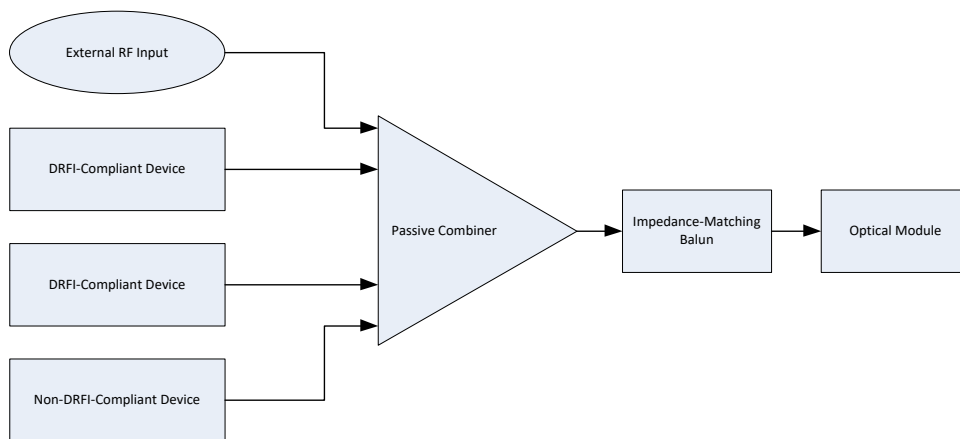 External RF Input
DRFI-Compliant Device
DRFI-Compliant Device
Non-DRFI-Compliant Device
Passive Combiner
Impedance-Matching
Balun
Optical Module